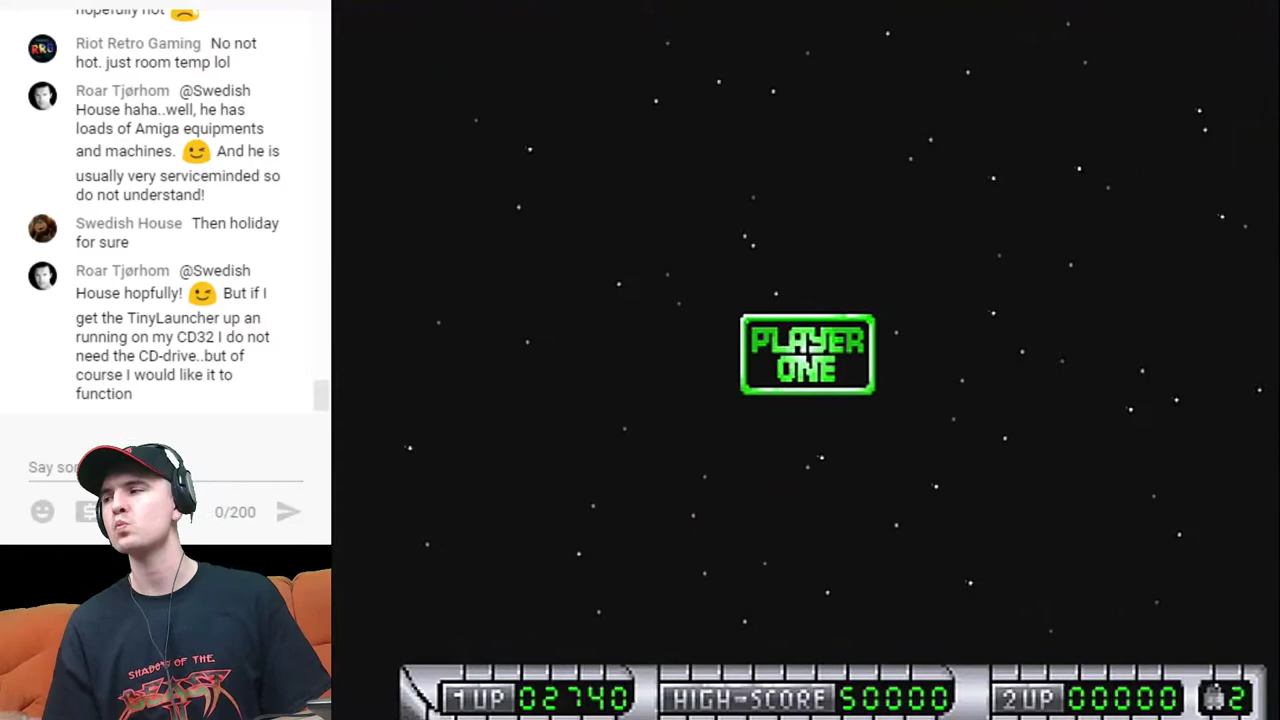 hopefully not
Riot Retro Gaming No not
hot. just room temp lol
Roar Tjørhom @Swedish
House haha..well, he has
loads of Amiga equipments
and machines. And he is
usually very serviceminded so
do not understand!
Swedish House Then holiday
for sure
Roar Tjørhom @Swedish
House hopfully! But if I
get the TinyLauncher up an
running on my CD32 I do not
need the CD-drive..but of
course I would like it to
function
Say
0/200
SHADOW OF THE
BEAST
PLAYER
ONE
1UP 02740 HIGH-SCORE 50000 2UP 00000 2